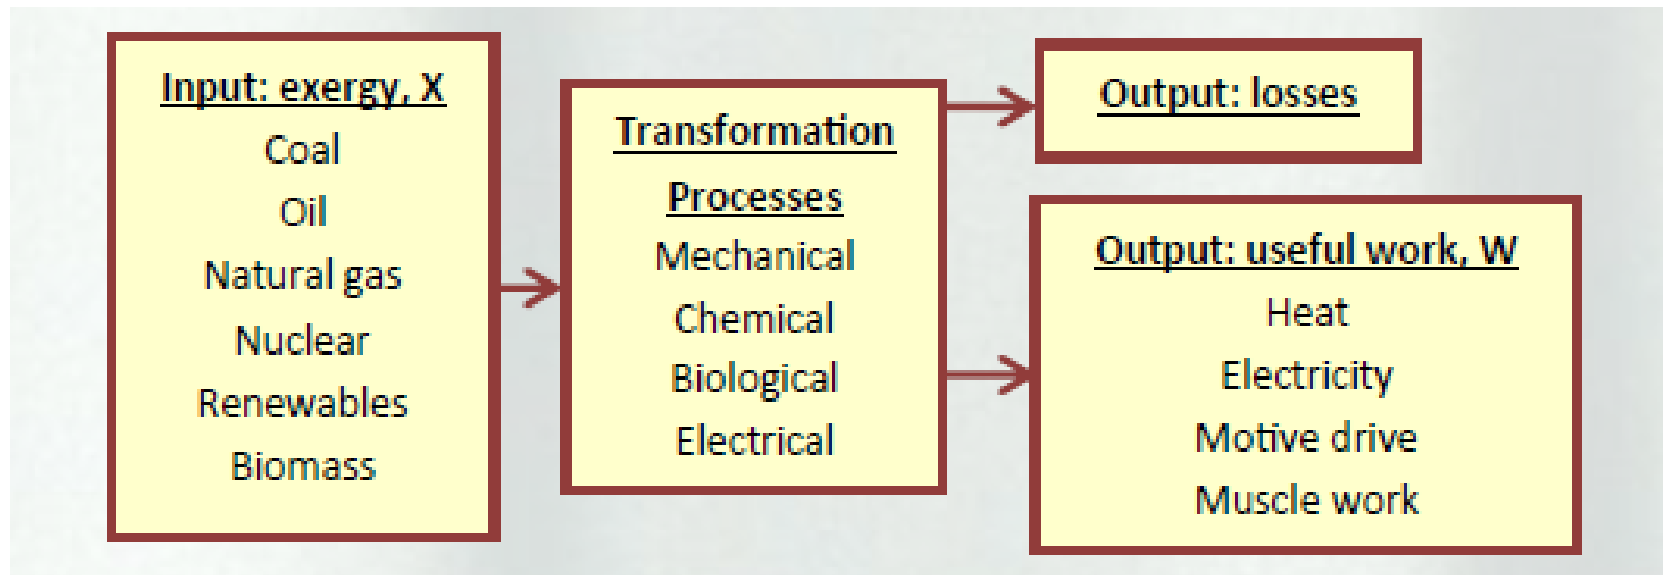 Input: exergy, X
Coal
Oil
Natural gas
Nuclear
Renewables
Biomass
Transformation
Processes
Mechanical
Chemical
Biological
Electrical
Output: losses
Output: useful work, W
Heat
Electricity
Motive drive
Muscle work